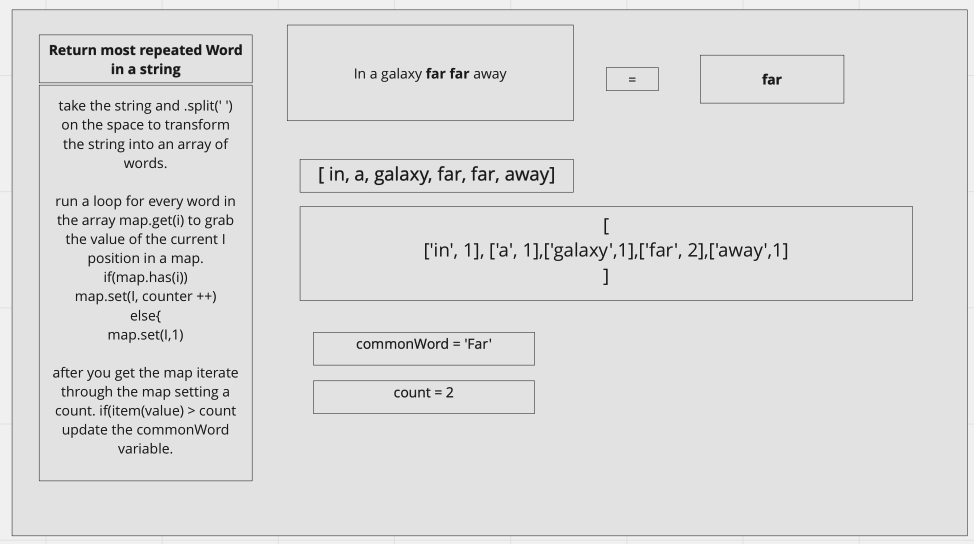 Return most repeated Word
in a string
take the string and .split(' ')
on the space to transform
the string into an array of
words.
run a loop for every word in
the array map.get(i) to grab
the value of the current I
position in a map.
if(map.has(i))
map.set(I, counter ++)
else{
map.set(I,1)
after you get the map iterate
through the map setting a
count. if(item(value) > count
update the commonWord
variable.
In a galaxy far far away
=
far
[ in, a, galaxy, far, far, away]
[
['in', 1], ['a', 1],['galaxy',1],['far', 2],['away',1]
]
commonWord = 'Far'
count = 2